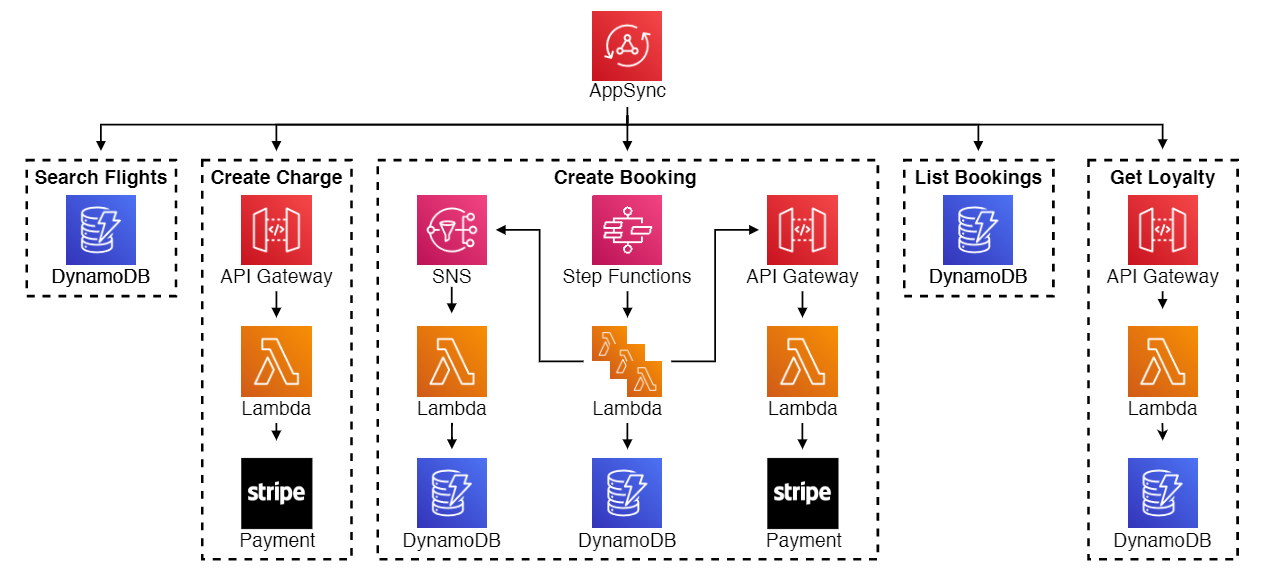 AppSync
Search Flights
Create Charge
Create Booking
List Bookings
Get Loyalty
DynamoDB
API Gateway
SNS
Step Functions
API Gateway
DynamoDB
API Gateway
Lambda
Lambda
Lambda
Lambda
Lambda
stripe
stripe
Payment
DynamoDB
DynamoDB
Payment
DynamoDB